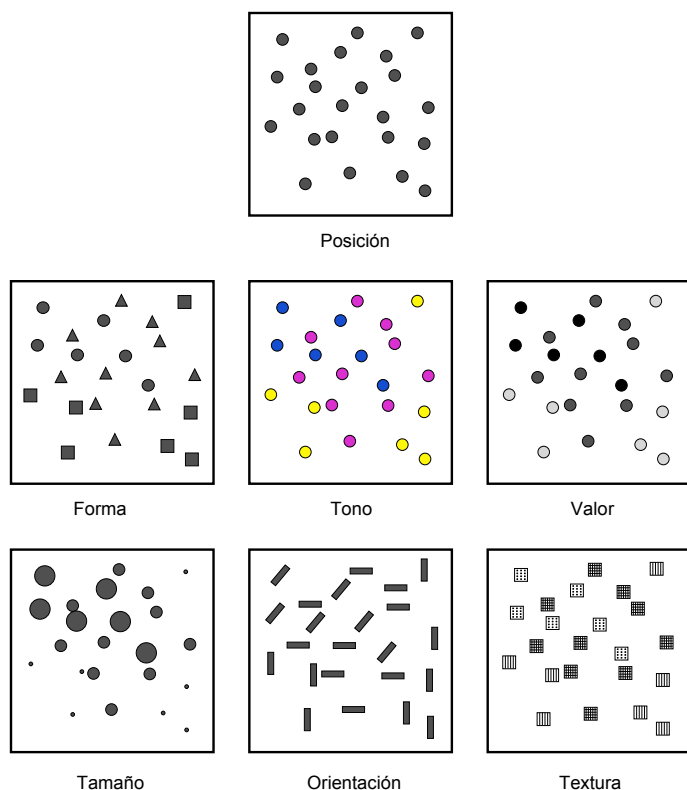 Posición
Forma
Tono
Valor
Tamaño
Orientación
Textura